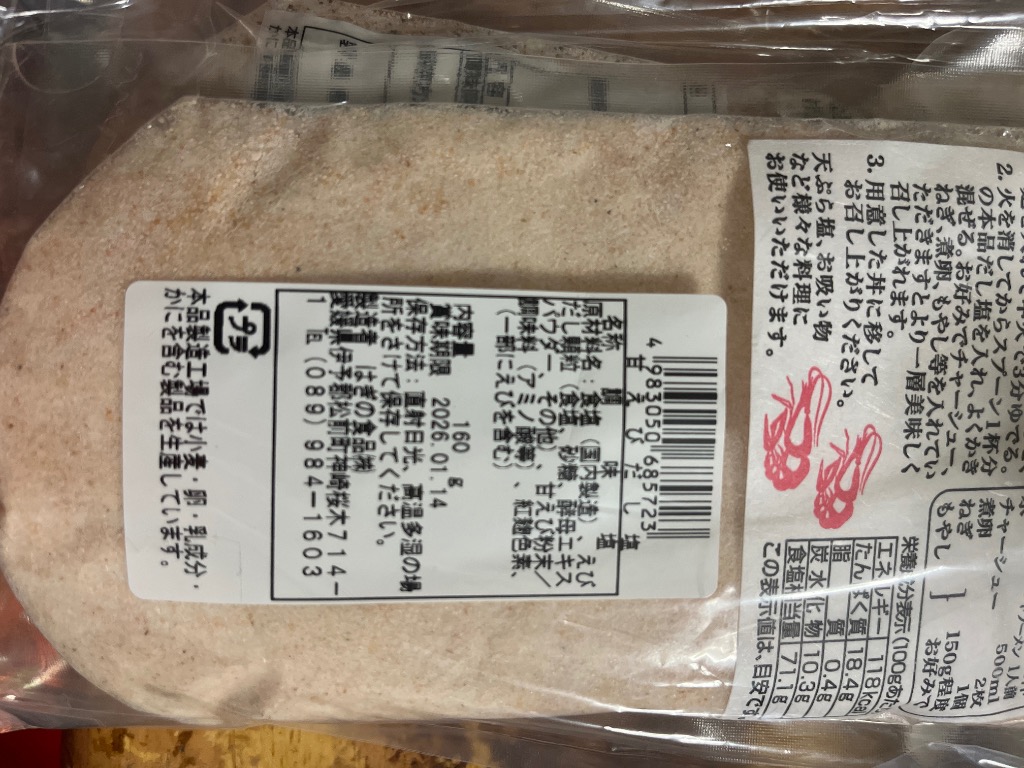 2. 火を消してからスプーン1杯分
の本品だし塩を入れ、よくかき
混ぜる。お好みでチャーシュー、
ねぎ、煮卵、もやし等を入れてい
ただきますとより一層美味しく
召し上がれます。
3. 用意した丼に移して
お召し上がりください。
天ぷら塩、お吸い物
など様々な料理に
お使いいただけます。
500ml
チャーシュー 2枚
煮卵 1個
ねぎ
もやし
150g程度
お好みで
栄養成分表示(100gあた
エネルギー 118kcal
たんぱく質 18.4g
脂質 0.4g
炭水化物 10.3g
食塩相当量 71.1g
この表示値は、目安です
4 983050 685723
甘えびだし塩
名称 調味塩
原材料名:食塩(国内製造)、えび
だし顆粒(食塩、砂糖、酵母エキス
パウダー、その他)、甘えび粉末/
調味料(アミノ酸等)、紅麹色素、
(一部にえびを含む)
内容量 160g
賞味期限 2026.01.14
保存方法:直射日光、高温多湿の場
所をさけて保存してください。
製造者 はぎの食品㈱
愛媛県伊予郡松前町神崎桜木714-
1 ℡(089)984-1603
プラ
本品製造工場では小麦・卵・乳成分・
かにを含む製品を生産しています。